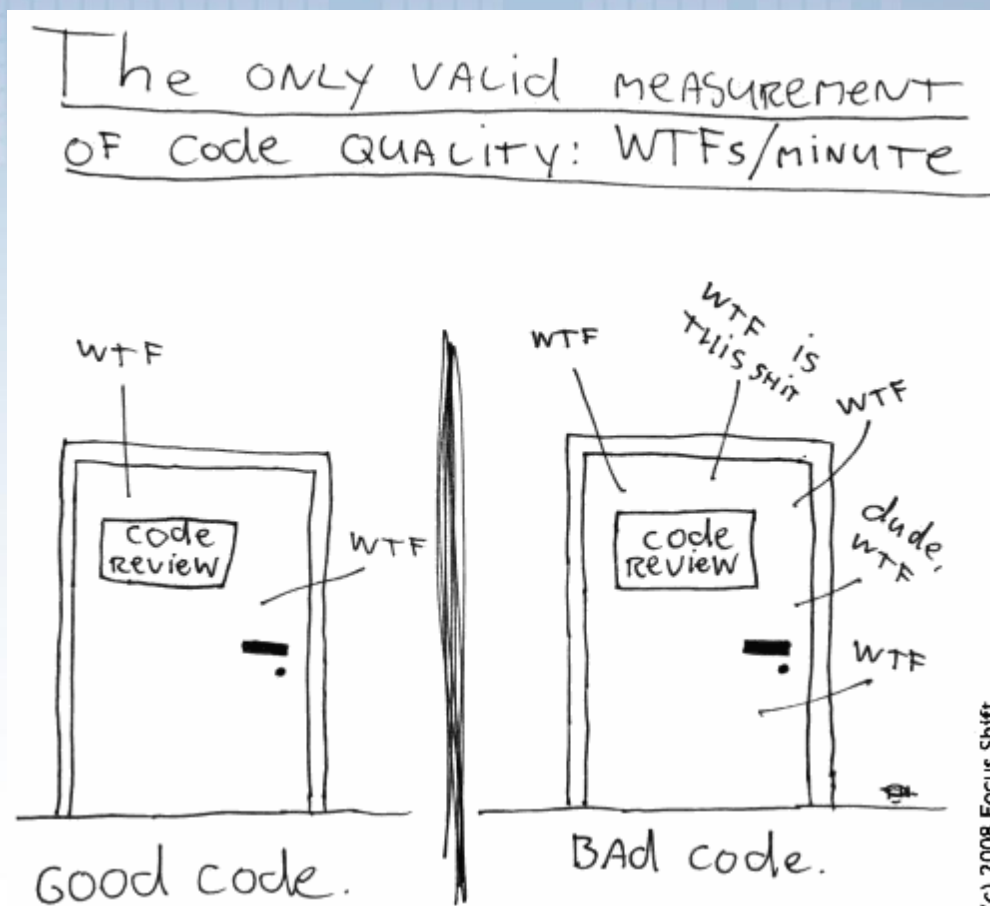 The ONLY VALid MEASUREMENT
OF Code QUALITY: WTFs/MINUTE
WTF
code
REVIEW
WTF
GOOD code.
WTF
WTF is
THIS SHIT
WTF
code
REVIEW
dude,
WTF
WTF
BAd code.
(c) 2008 Focus Shift